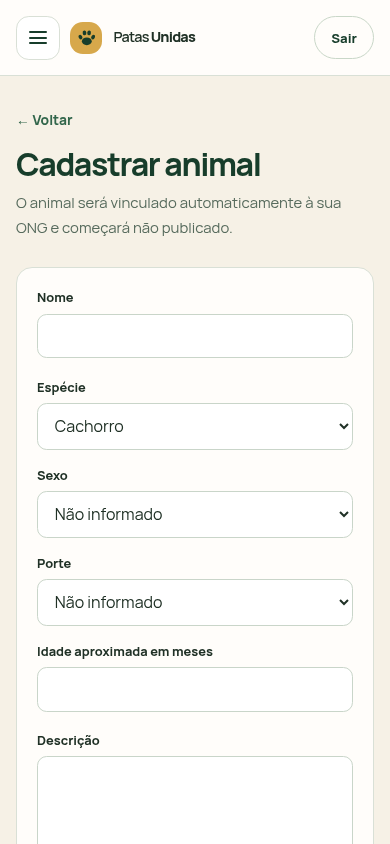 Patas Unidas
Sair
← Voltar
Cadastrar animal
O animal será vinculado automaticamente à sua
ONG e começará não publicado.
Nome
Espécie
Cachorro
Sexo
Não informado
Porte
Não informado
Idade aproximada em meses
Descrição